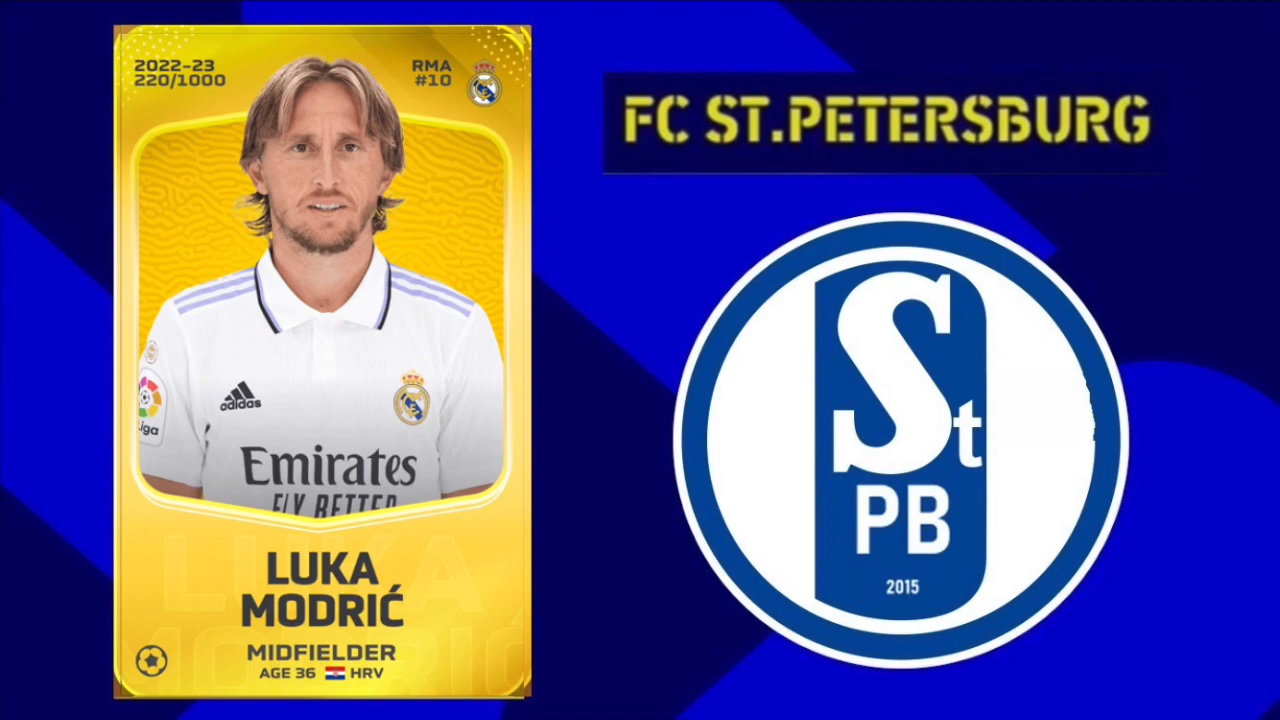 2022-23
220/1000
RMA
#10
adidas
Liga
Emirates
FLY BETTER
LUKA
MODRIĆ
MIDFIELDER
AGE 36 HRV
FC ST.PETERSBURG
St
PB
2015